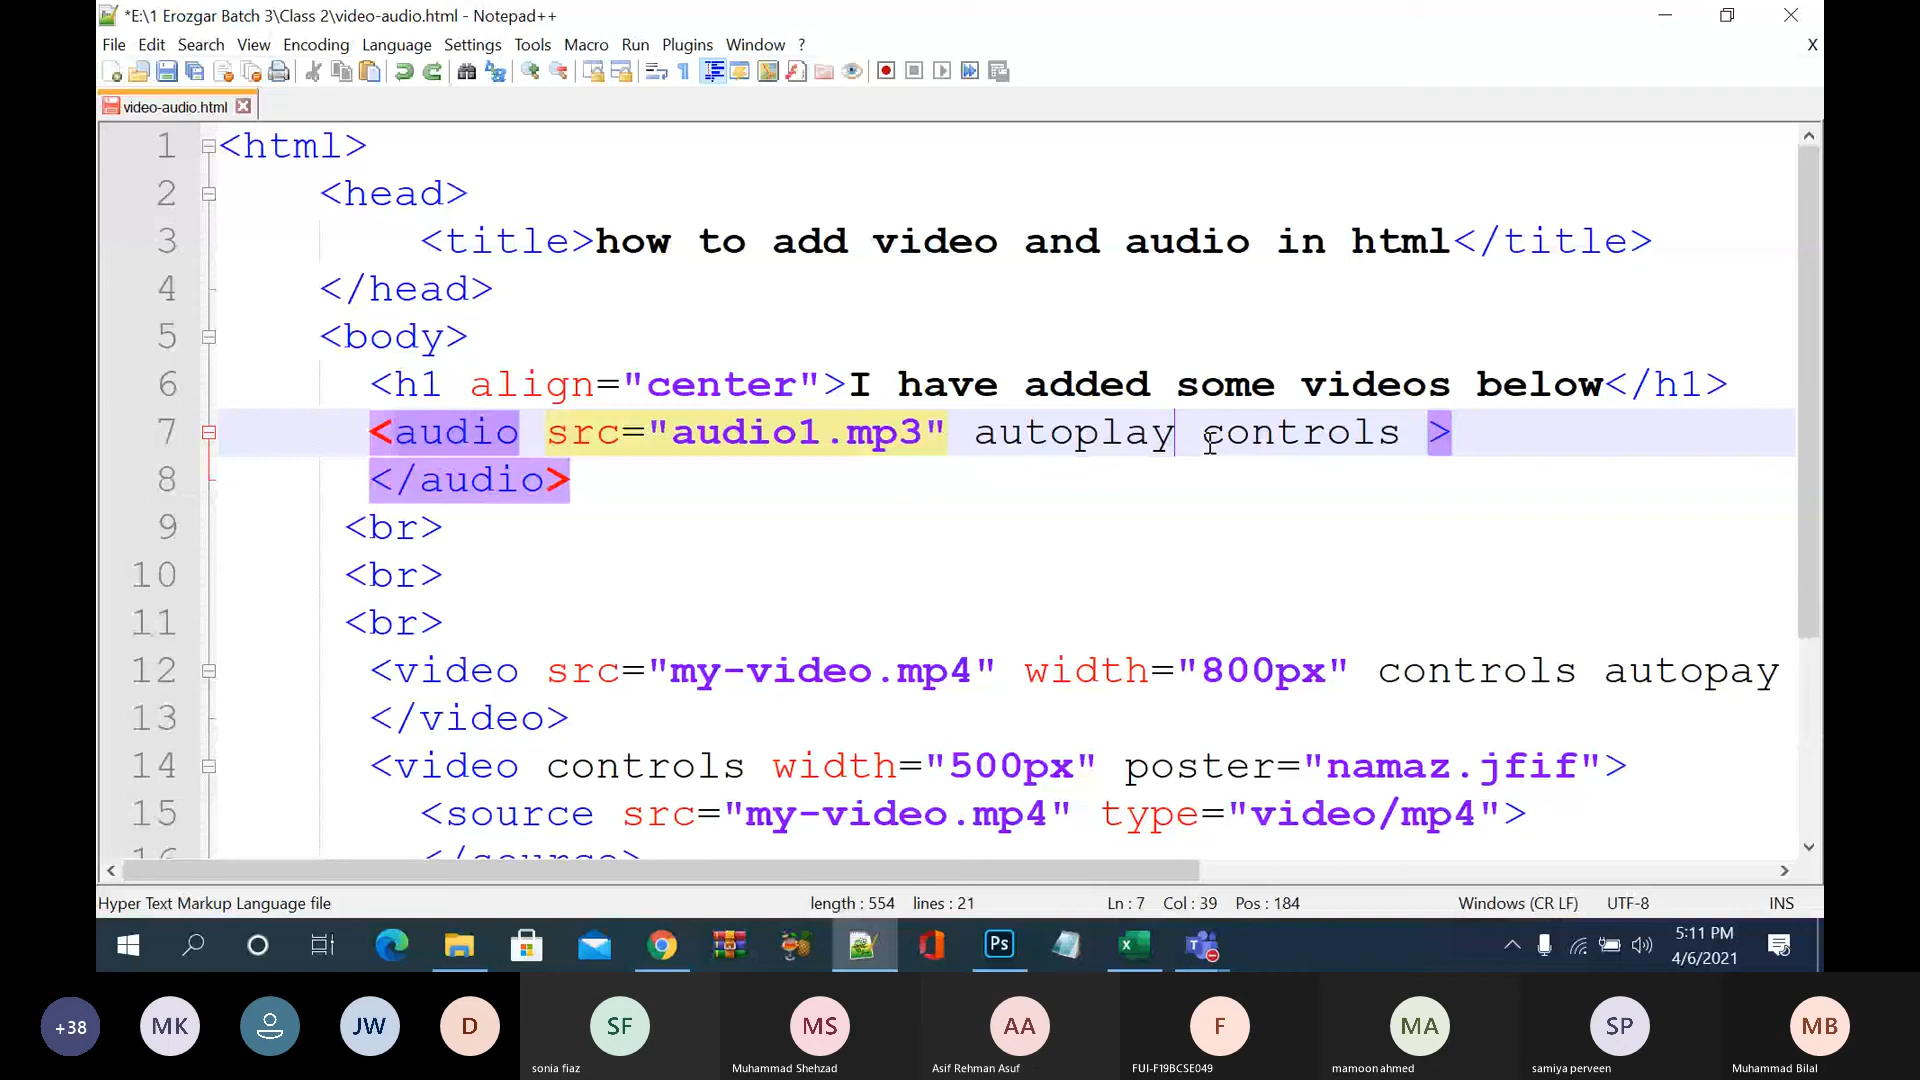 *E:\1 Erozgar Batch 3\Class 2\video-audio.html - Notepad++
File Edit Search View Encoding Language Settings Tools Macro Run Plugins Window ? X
video-audio.html
1 <html>
2 <head>
3 <title>how to add video and audio in html</title>
4 </head>
5 <body>
6 <h1 align="center">I have added some videos below</h1>
7 <audio src="audio1.mp3" autoplay controls >
8 </audio>
9 <br>
10 <br>
11 <br>
12 <video src="my-video.mp4" width="800px" controls autopay
13 </video>
14 <video controls width="500px" poster="namaz.jfif">
15 <source src="my-video.mp4" type="video/mp4">
16 </source>
Hyper Text Markup Language file length : 554 lines : 21 Ln : 7 Col : 39 Pos : 184 Windows (CR LF) UTF-8 INS
Ps
5:11 PM
4/6/2021
+38 MK JW D SF MS AA F MA SP MB
sonia fiaz Muhammad Shehzad Asif Rehman Asuf FUI-F19BCSE049 mamoon ahmed samiya perveen Muhammad Bilal